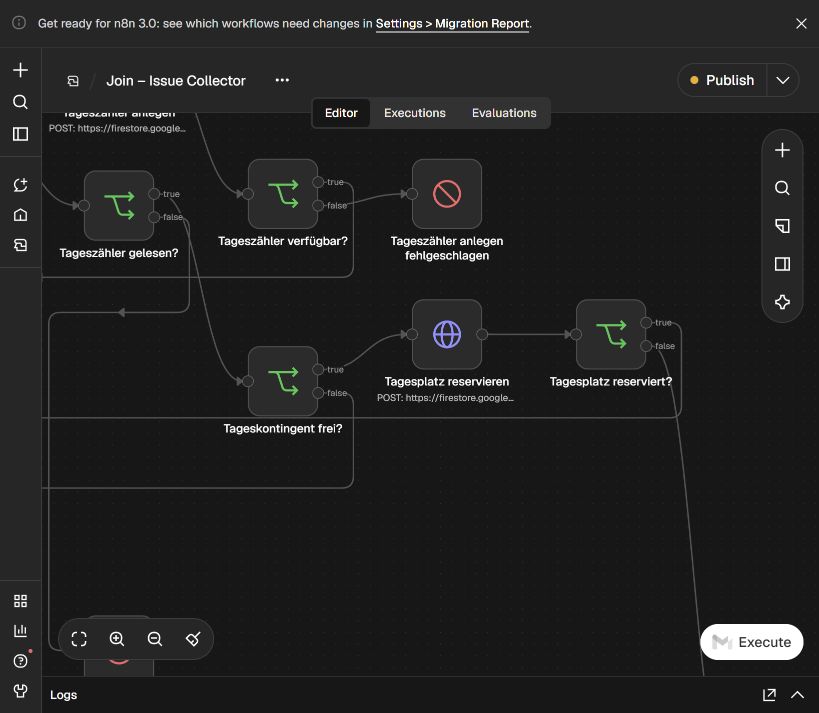 Get ready for n8n 3.0: see which workflows need changes in Settings > Migration Report.
/ Join – Issue Collector ...
Publish
Editor Executions Evaluations
Tageszähler anlegen
POST: https://firestore.google...
true
false
Tageszähler gelesen?
true
false
Tageszähler verfügbar?
Tageszähler anlegen
fehlgeschlagen
true
false
Tageskontingent frei?
Tagesplatz reservieren
POST: https://firestore.google...
true
false
Tagesplatz reserviert?
Execute
Logs